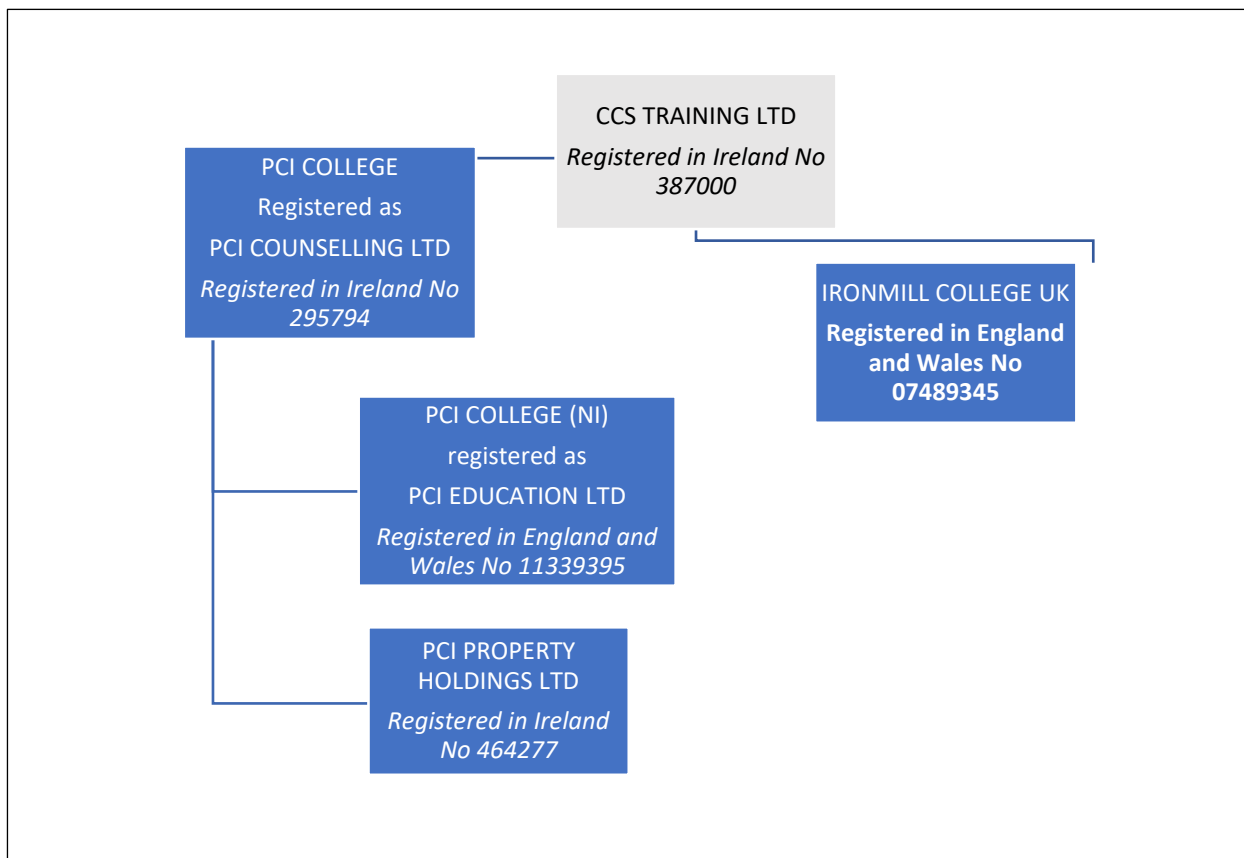 CCS TRAINING LTD
Registered in Ireland No
387000
PCI COLLEGE
Registered as
PCI COUNSELLING LTD
Registered in Ireland No
295794
IRONMILL COLLEGE UK
Registered in England
and Wales No
07489345
PCI COLLEGE (NI)
registered as
PCI EDUCATION LTD
Registered in England and
Wales No 11339395
PCI PROPERTY
HOLDINGS LTD
Registered in Ireland
No 464277